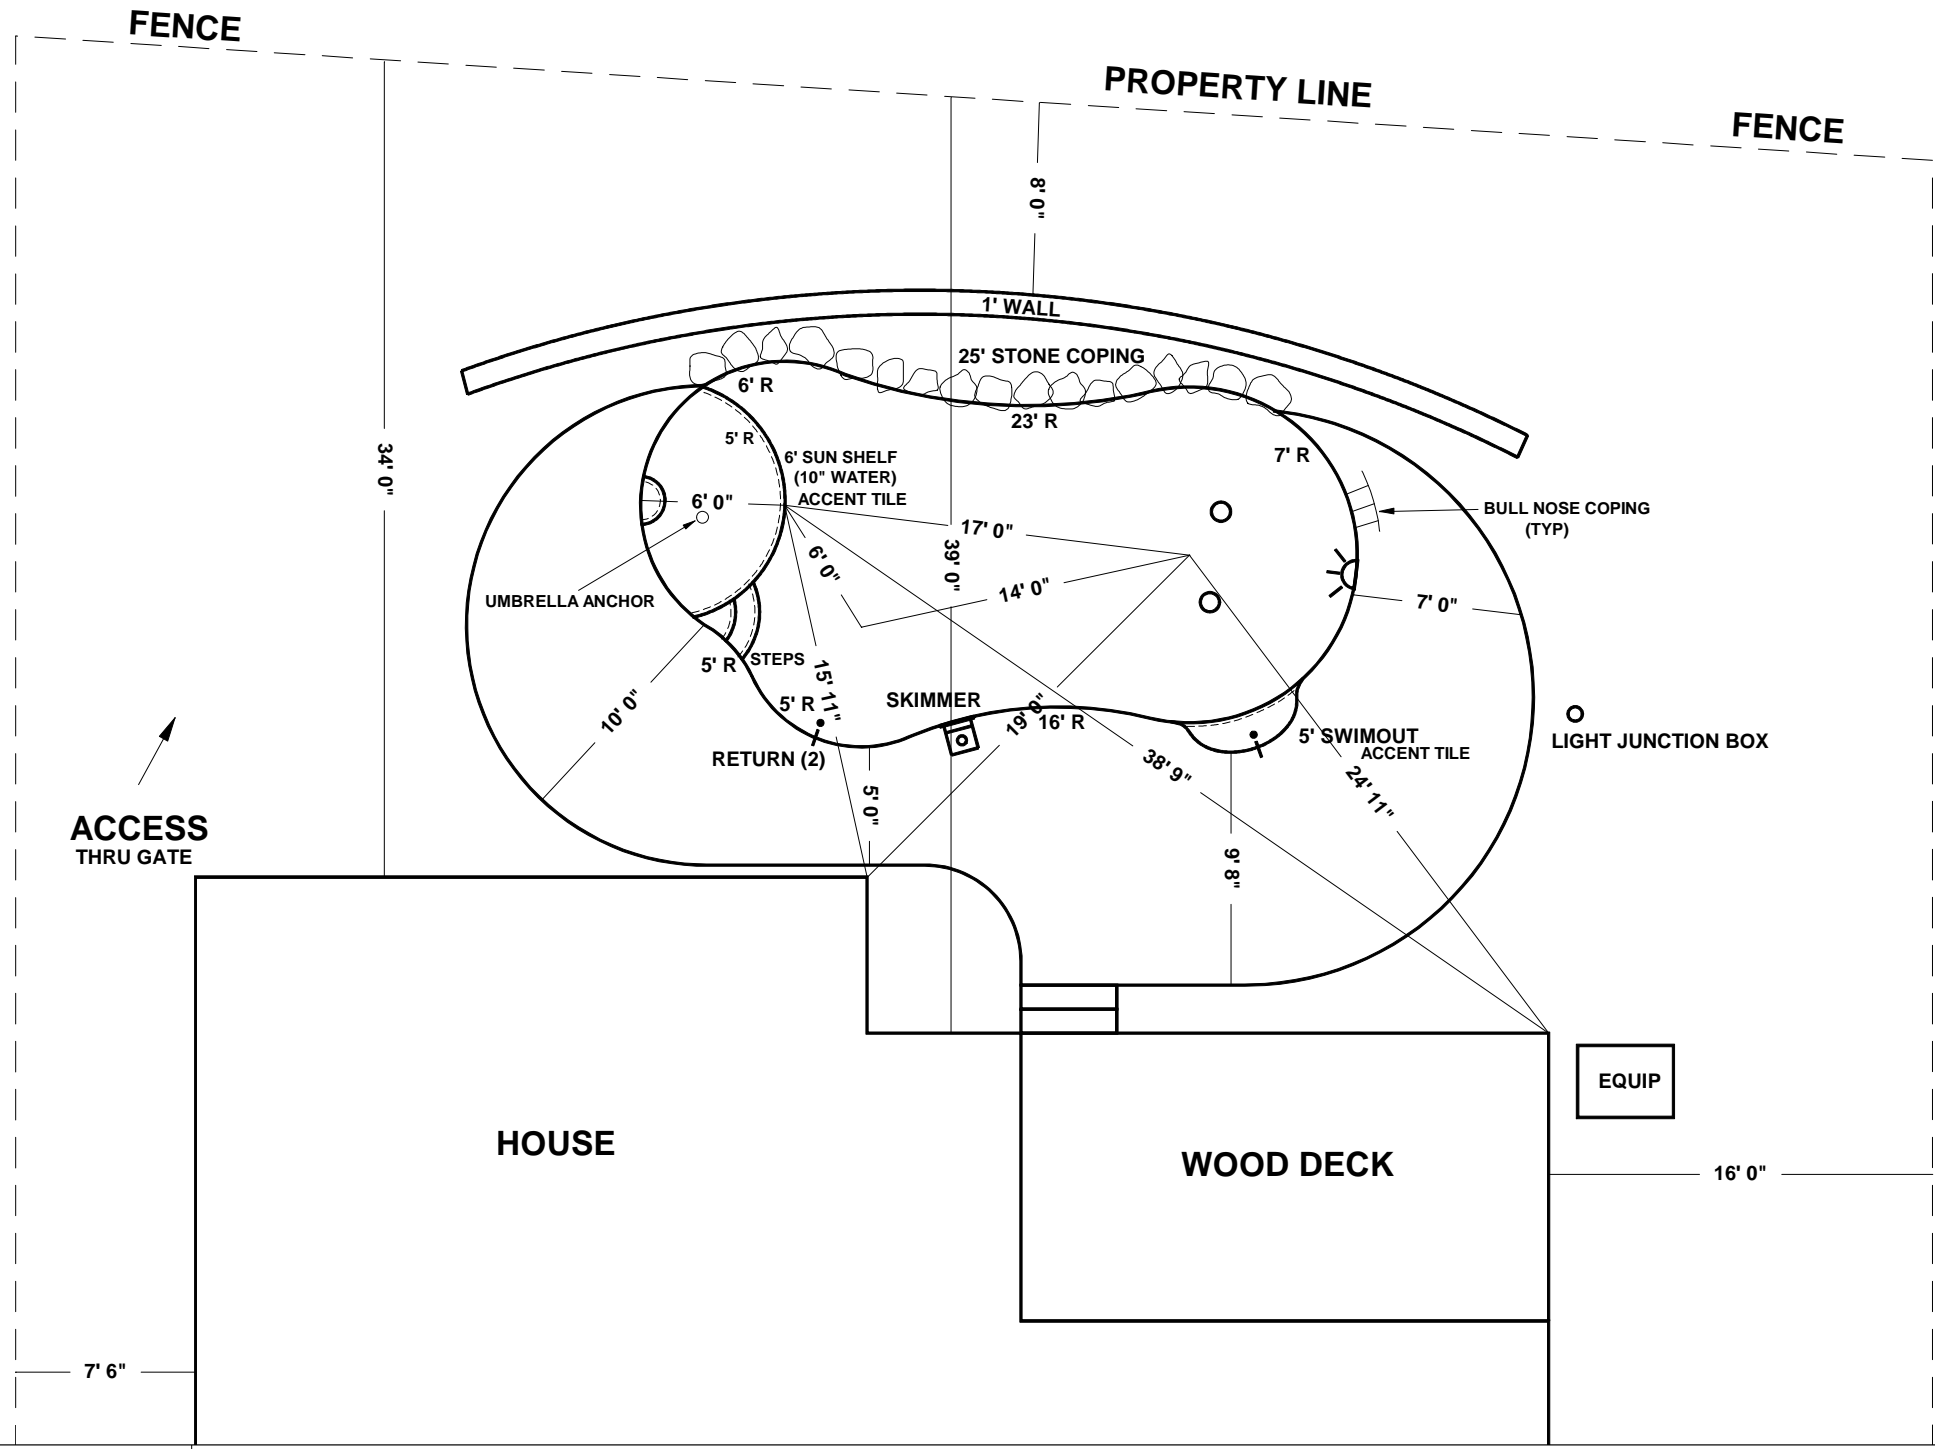 FENCE
PROPERTY LINE
FENCE
8' 0"
1' WALL
25' STONE COPING
6' R
23' R
5' R
7' R
34' 0"
6' SUN SHELF
(10" WATER)
ACCENT TILE
6' 0"
BULL NOSE COPING
(TYP)
17' 0"
39' 0"
6' 0"
14' 0"
UMBRELLA ANCHOR
7' 0"
5' R
STEPS
15' 11"
10' 0"
5' R
SKIMMER
19' 0"
16' R
RETURN (2)
5' SWIMOUT
ACCENT TILE
LIGHT JUNCTION BOX
38' 9"
24' 11"
5' 0"
ACCESS
THRU GATE
9' 8"
EQUIP
HOUSE
WOOD DECK
16' 0"
7' 6"